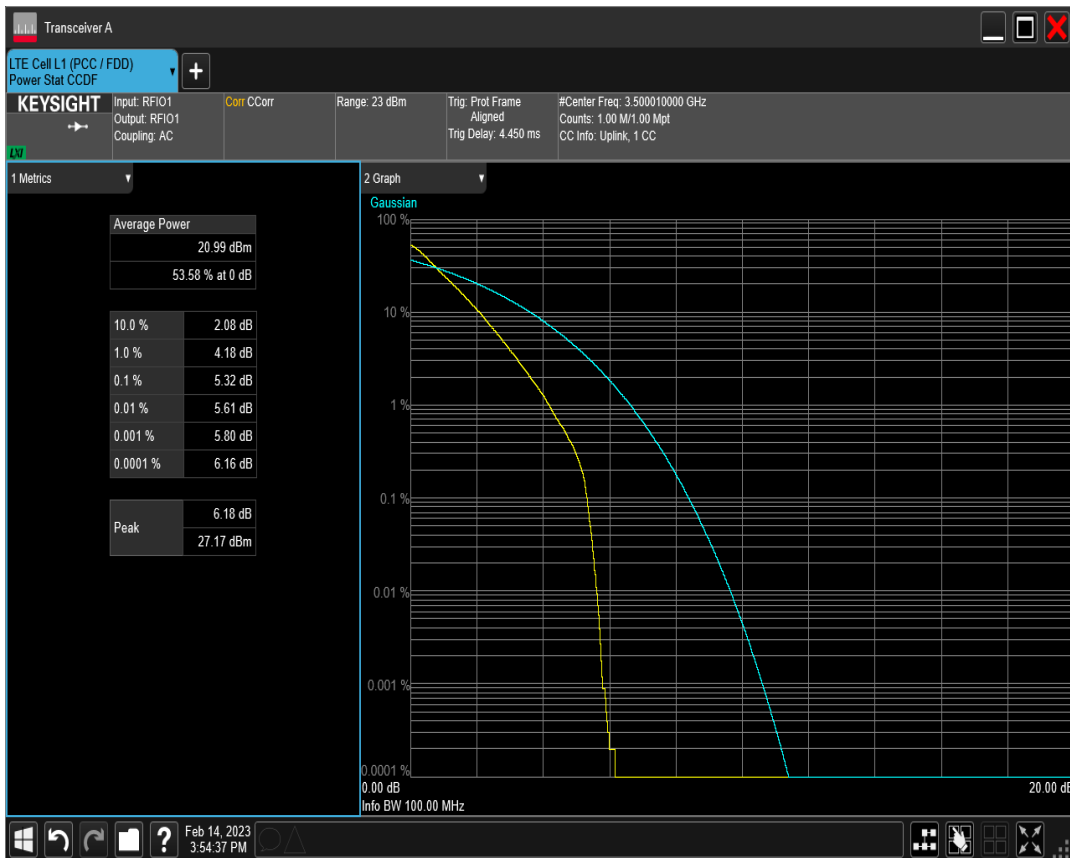 Transceiver A
LTE Cell L1 (PCC / FDD)
Power Stat CCDF
KEYSIGHT
LXI
Input: RFIO1
Output: RFIO1
Coupling: AC
Corr CCorr
Range: 23 dBm
Trig: Prot Frame
Aligned
Trig Delay: 4.450 ms
#Center Freq: 3.500010000 GHz
Counts: 1.00 M/1.00 Mpt
CC Info: Uplink, 1 CC
1 Metrics
Average Power
20.99 dBm
53.58 % at 0 dB
10.0 % 2.08 dB
1.0 % 4.18 dB
0.1 % 5.32 dB
0.01 % 5.61 dB
0.001 % 5.80 dB
0.0001 % 6.16 dB
Peak
6.18 dB
27.17 dBm
2 Graph
Gaussian
100 %
10 %
1 %
0.1 %
0.01 %
0.001 %
0.0001 %
0.00 dB 20.00 dB
Info BW 100.00 MHz
Feb 14, 2023
3:54:37 PM